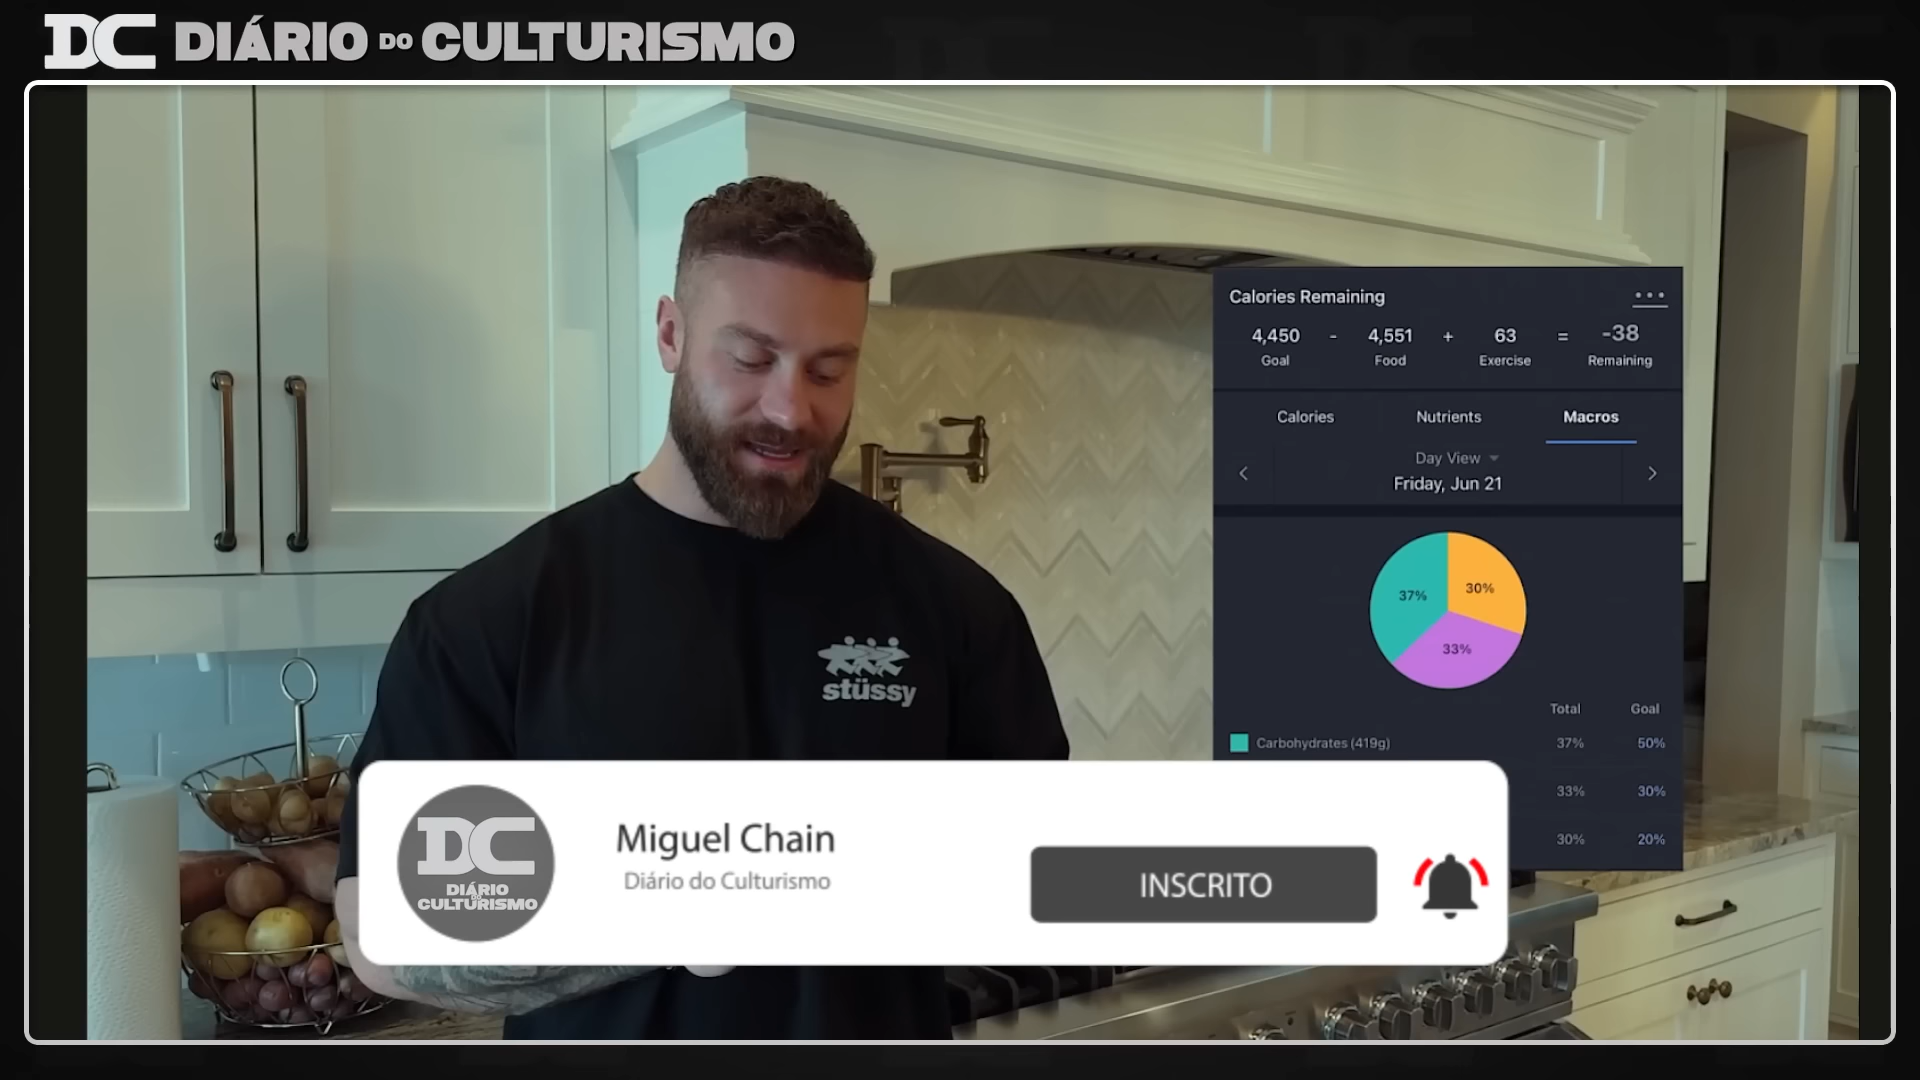 DC DIÁRIO DO CULTURISMO
Calories Remaining
4,450 - 4,551 + 63 = -38
Goal Food Exercise Remaining
Calories Nutrients Macros
Day View
Friday, Jun 21
37% 30%
33%
Total Goal
Carbohydrates (419g) 37% 50%
33% 30%
30% 20%
stüssy
DC
DIÁRIO
DO
CULTURISMO
Miguel Chain
Diário do Culturismo
INSCRITO